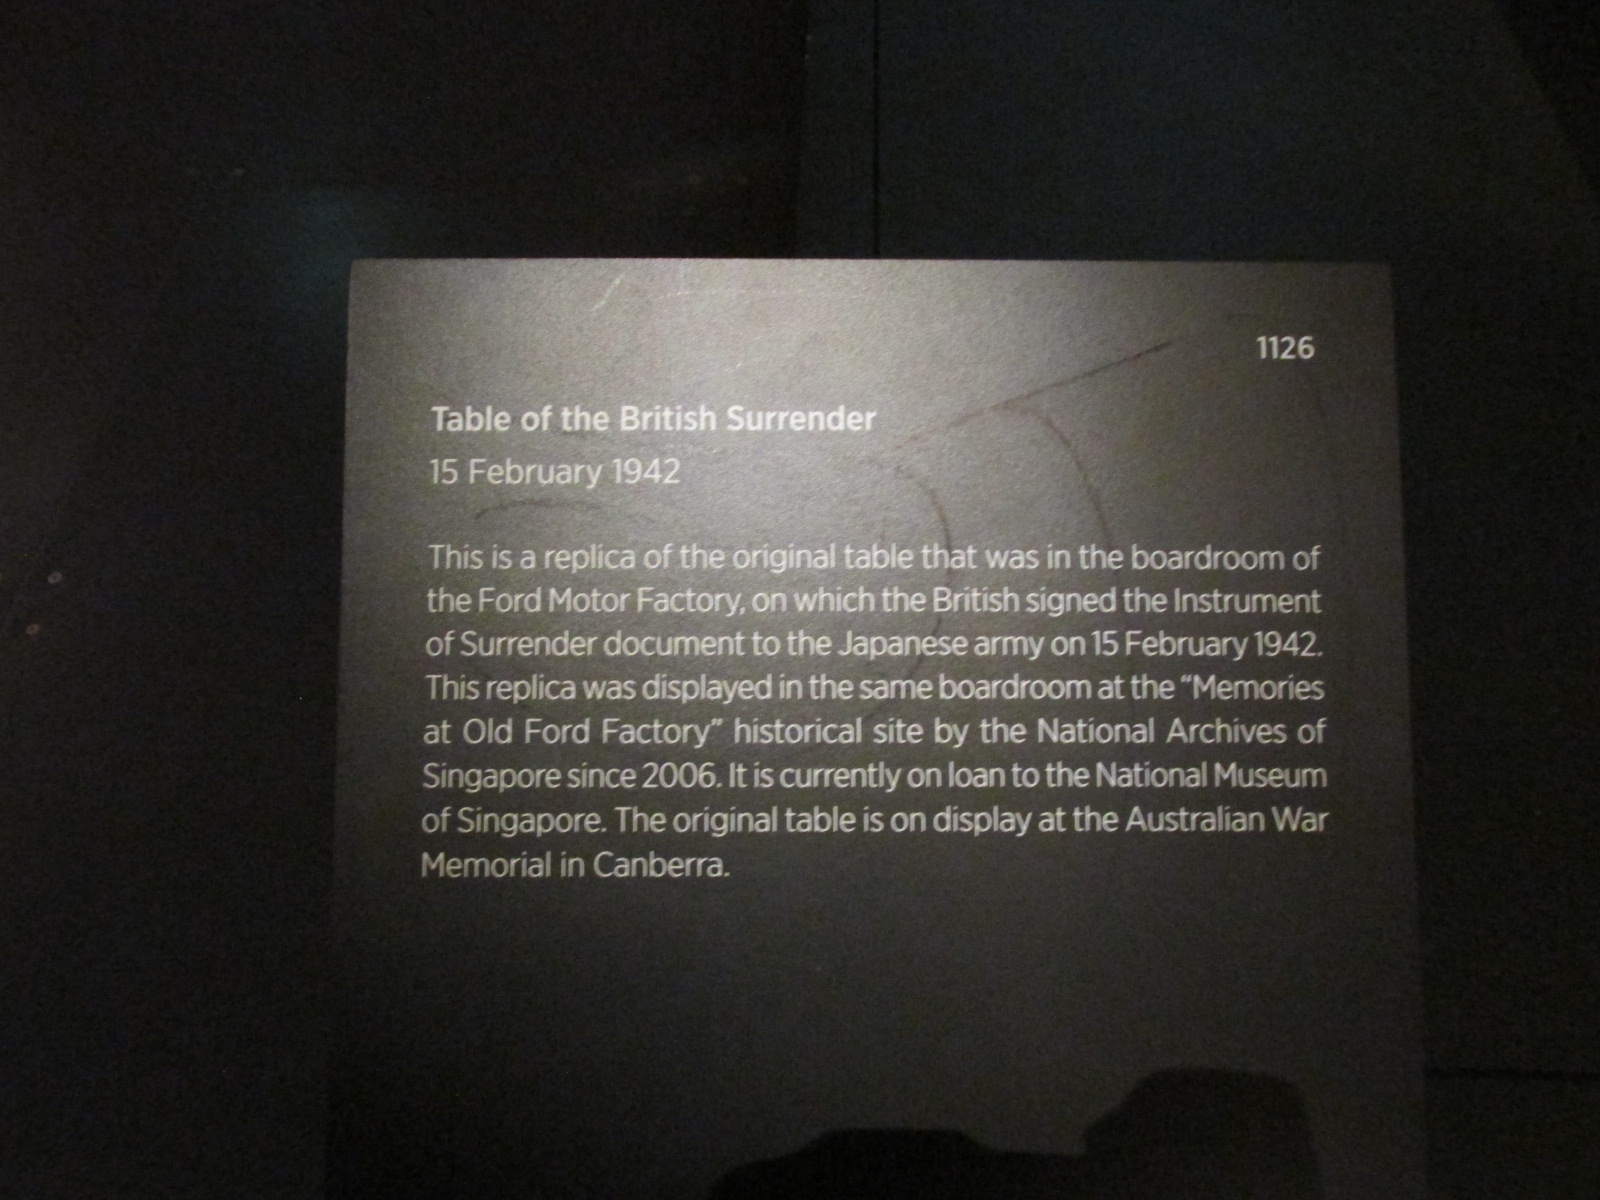 1126
Table of the British Surrender
15 February 1942
This is a replica of the original table that was in the boardroom of
the Ford Motor Factory, on which the British signed the Instrument
of Surrender document to the Japanese army on 15 February 1942.
This replica was displayed in the same boardroom at the “Memories
at Old Ford Factory” historical site by the National Archives of
Singapore since 2006. It is currently on loan to the National Museum
of Singapore. The original table is on display at the Australian War
Memorial in Canberra.